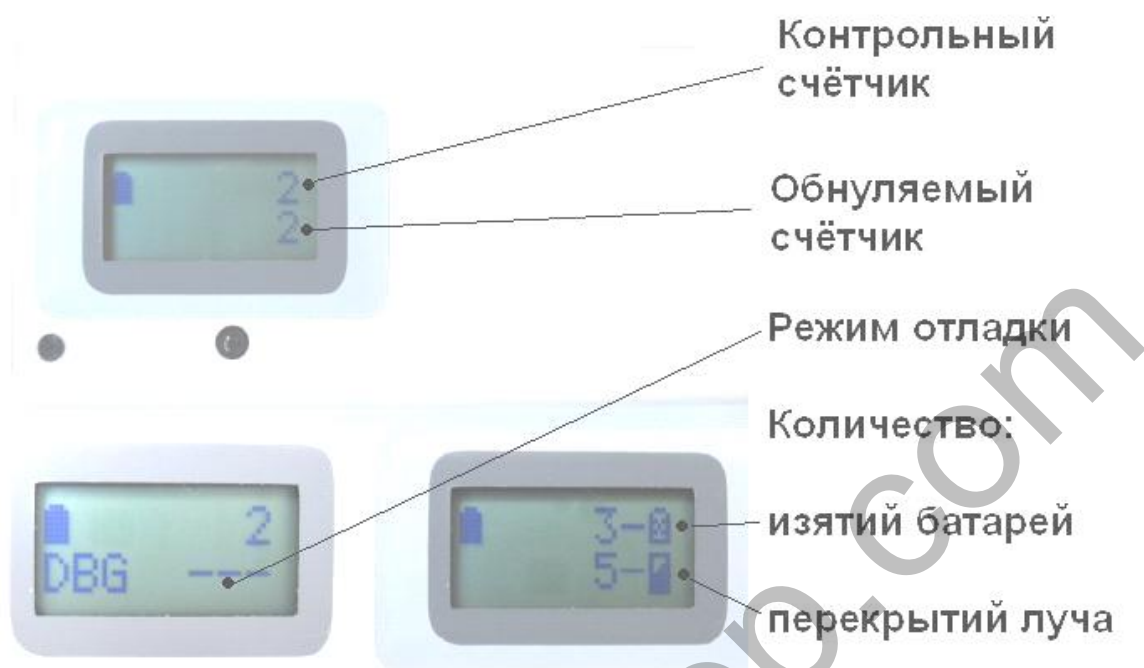 Контрольный
счётчик
2
2
Обнуляемый
счётчик
Режим отладки
Количество:
2
DBG ---
3-
5-
изятий батарей
перекрытий луча